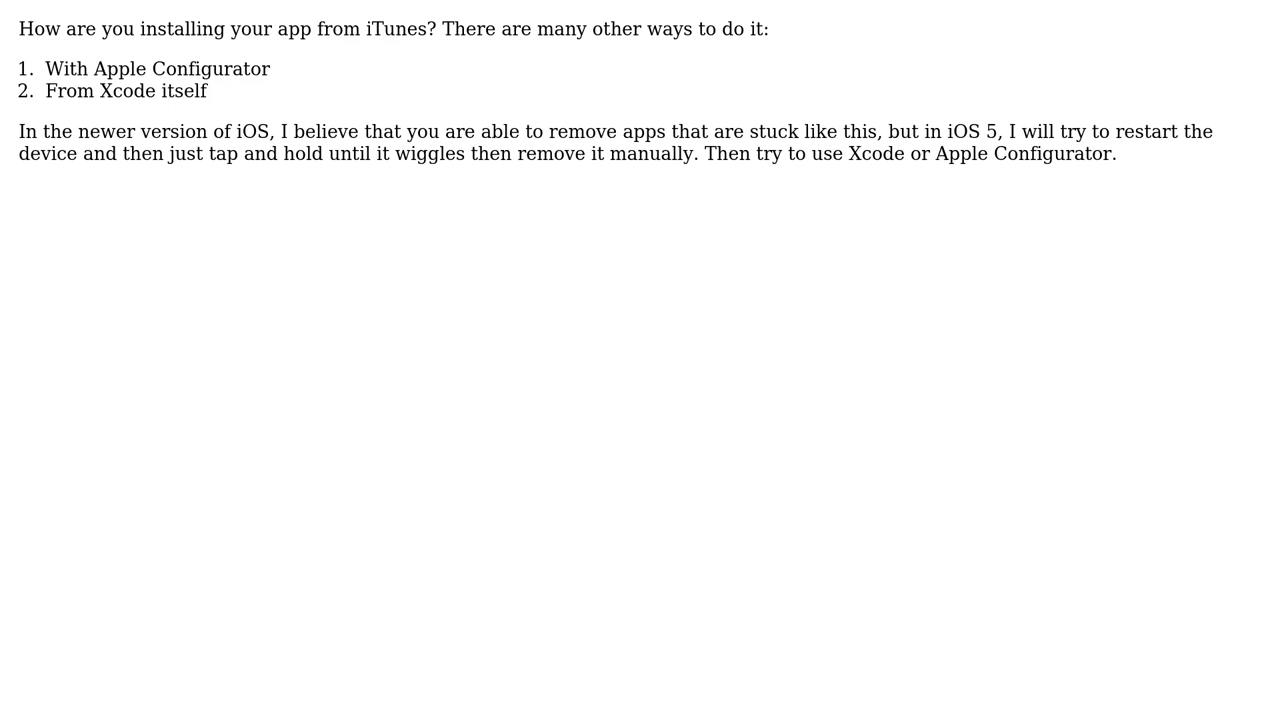 How are you installing your app from iTunes? There are many other ways to do it:
1. With Apple Configurator
2. From Xcode itself
In the newer version of iOS, I believe that you are able to remove apps that are stuck like this, but in iOS 5, I will try to restart the
device and then just tap and hold until it wiggles then remove it manually. Then try to use Xcode or Apple Configurator.